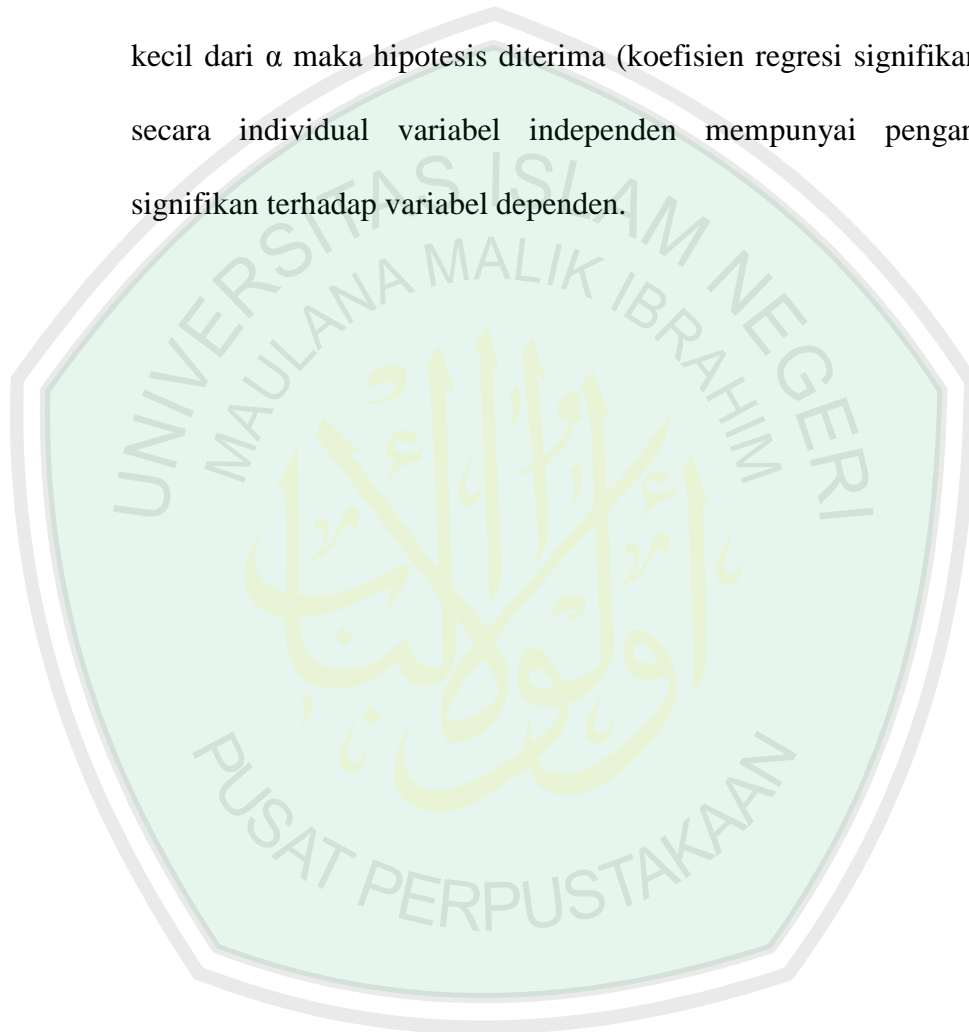 kecil dari α maka hipotesis diterima (koefisien regresi signifikan
secara individual variabel independen mempunyai pengar
signifikan terhadap variabel dependen.
UNIVERSITAS ISLAM NEGERI
MAULANA MALIK IBRAHIM
PUSAT PERPUSTAKAAN